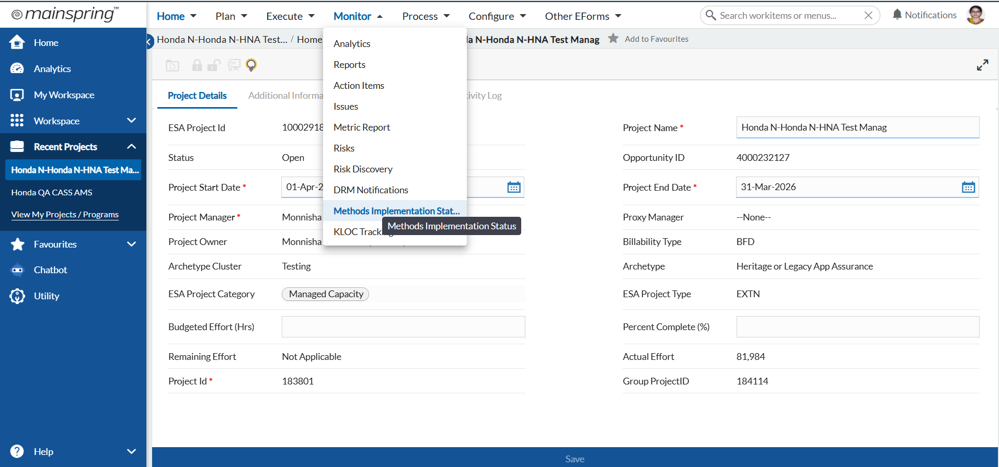 mainspring™
Home
Plan
Execute
Monitor
Process
Configure
Other EForms
Search workitems or menus...
Notifications
Home
Analytics
My Workspace
Workspace
Recent Projects
Honda N-Honda N-HNA Test Ma...
Honda QA CASS AMS
View My Projects / Programs
Favourites
Chatbot
Utility
Help
Honda N-Honda N-HNA Test... / Home
N-Honda N-HNA Test Manag
Add to Favourites
Analytics
Reports
Action Items
Issues
Metric Report
Risks
Risk Discovery
DRM Notifications
Methods Implementation Stat...
Methods Implementation Status
KLOC
Project Details
Additional
Log
ESA Project Id
10002918
Project Name *
Honda N-Honda N-HNA Test Manag
Status
Open
Opportunity ID
4000232127
Project Start Date *
01-Apr-2
Project End Date *
31-Mar-2026
Project Manager *
Monnisha
Proxy Manager
--None--
Project Owner
Monnisha
Billability Type
BFD
Archetype Cluster
Testing
Archetype
Heritage or Legacy App Assurance
ESA Project Category
Managed Capacity
ESA Project Type
EXTN
Budgeted Effort (Hrs)
Percent Complete (%)
Remaining Effort
Not Applicable
Actual Effort
81,984
Project Id *
183801
Group ProjectID
184114
Save